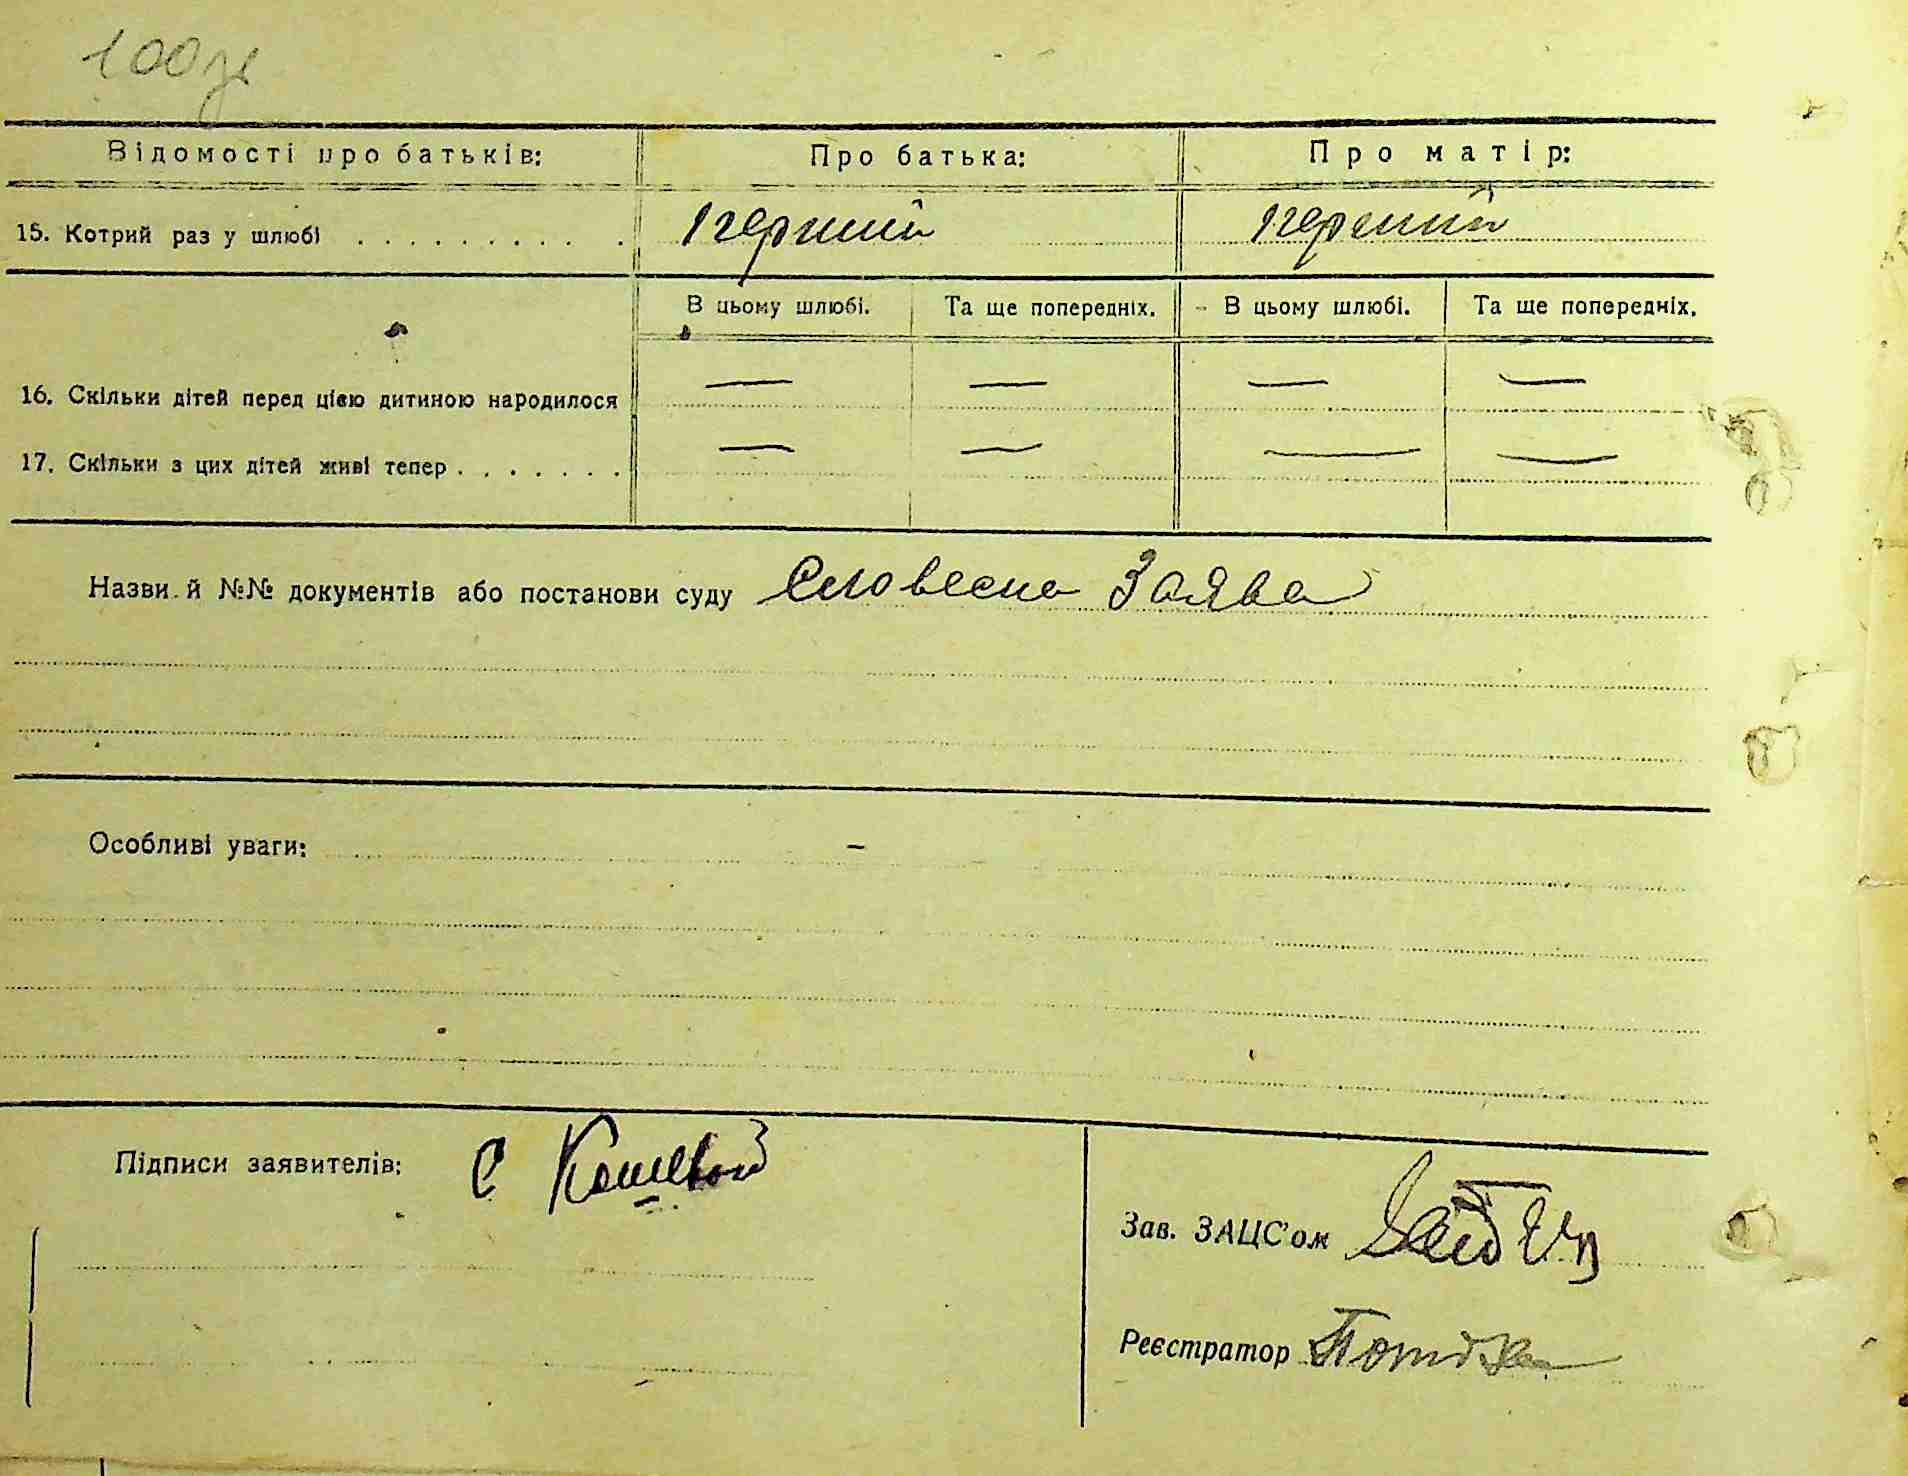 100зв
Відомості про батьків: Про батька: Про матір:
15. Котрий раз у шлюбі . . . . . . . . . . Перший Перший
В цьому шлюбі. Та ще попередніх. В цьому шлюбі. Та ще попередніх.
16. Скільки дітей перед цією дитиною народилося — — — —
17. Скільки з цих дітей живі тепер . . . . . . . — — — —
Назви й №№ документів або постанови суду Словесна Заява
Особливі уваги: –
Підписи заявителів: С Кошевой
Зав. ЗАЦС'ом
Реєстратор